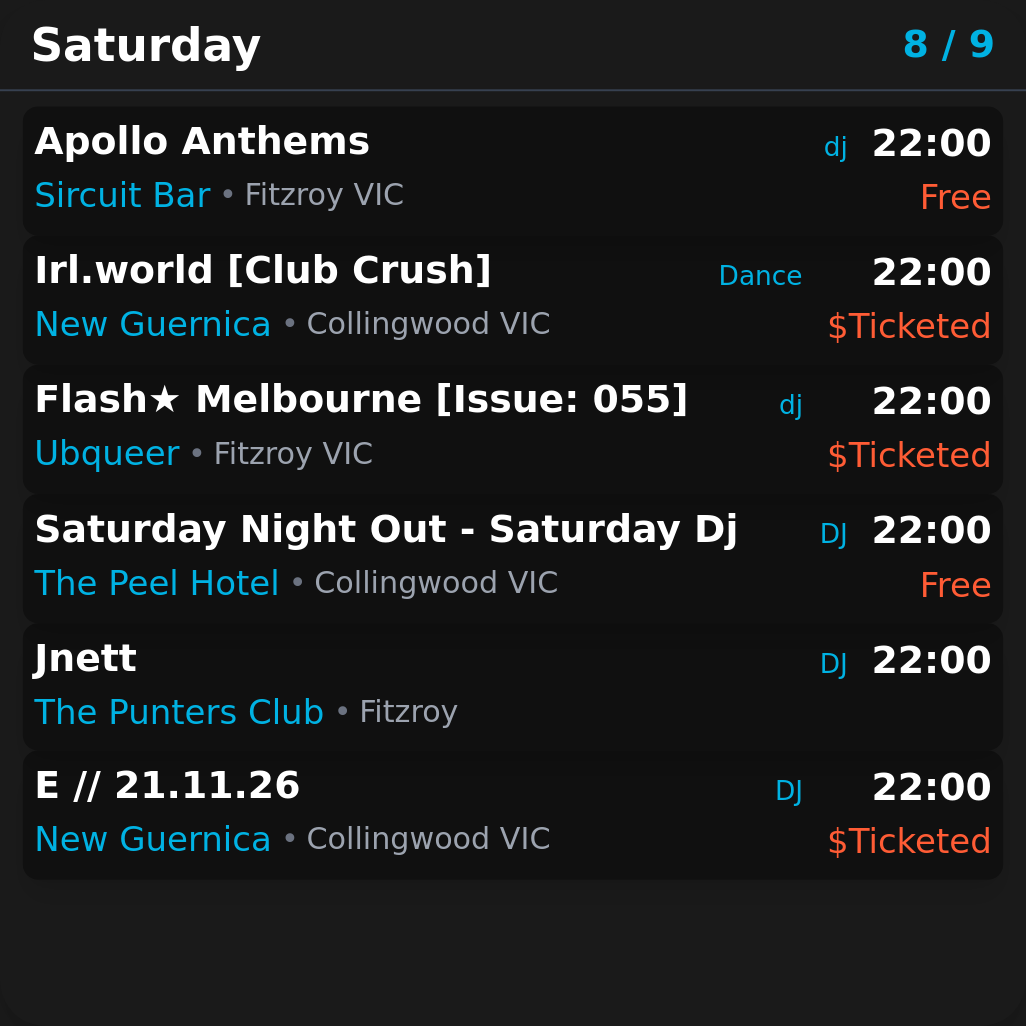 Saturday 8 / 9
Apollo Anthems dj 22:00
Sircuit Bar • Fitzroy VIC Free
Irl.world [Club Crush] Dance 22:00
New Guernica • Collingwood VIC $Ticketed
Flash★ Melbourne [Issue: 055] dj 22:00
Ubqueer • Fitzroy VIC $Ticketed
Saturday Night Out - Saturday Dj DJ 22:00
The Peel Hotel • Collingwood VIC Free
Jnett DJ 22:00
The Punters Club • Fitzroy
E // 21.11.26 DJ 22:00
New Guernica • Collingwood VIC $Ticketed